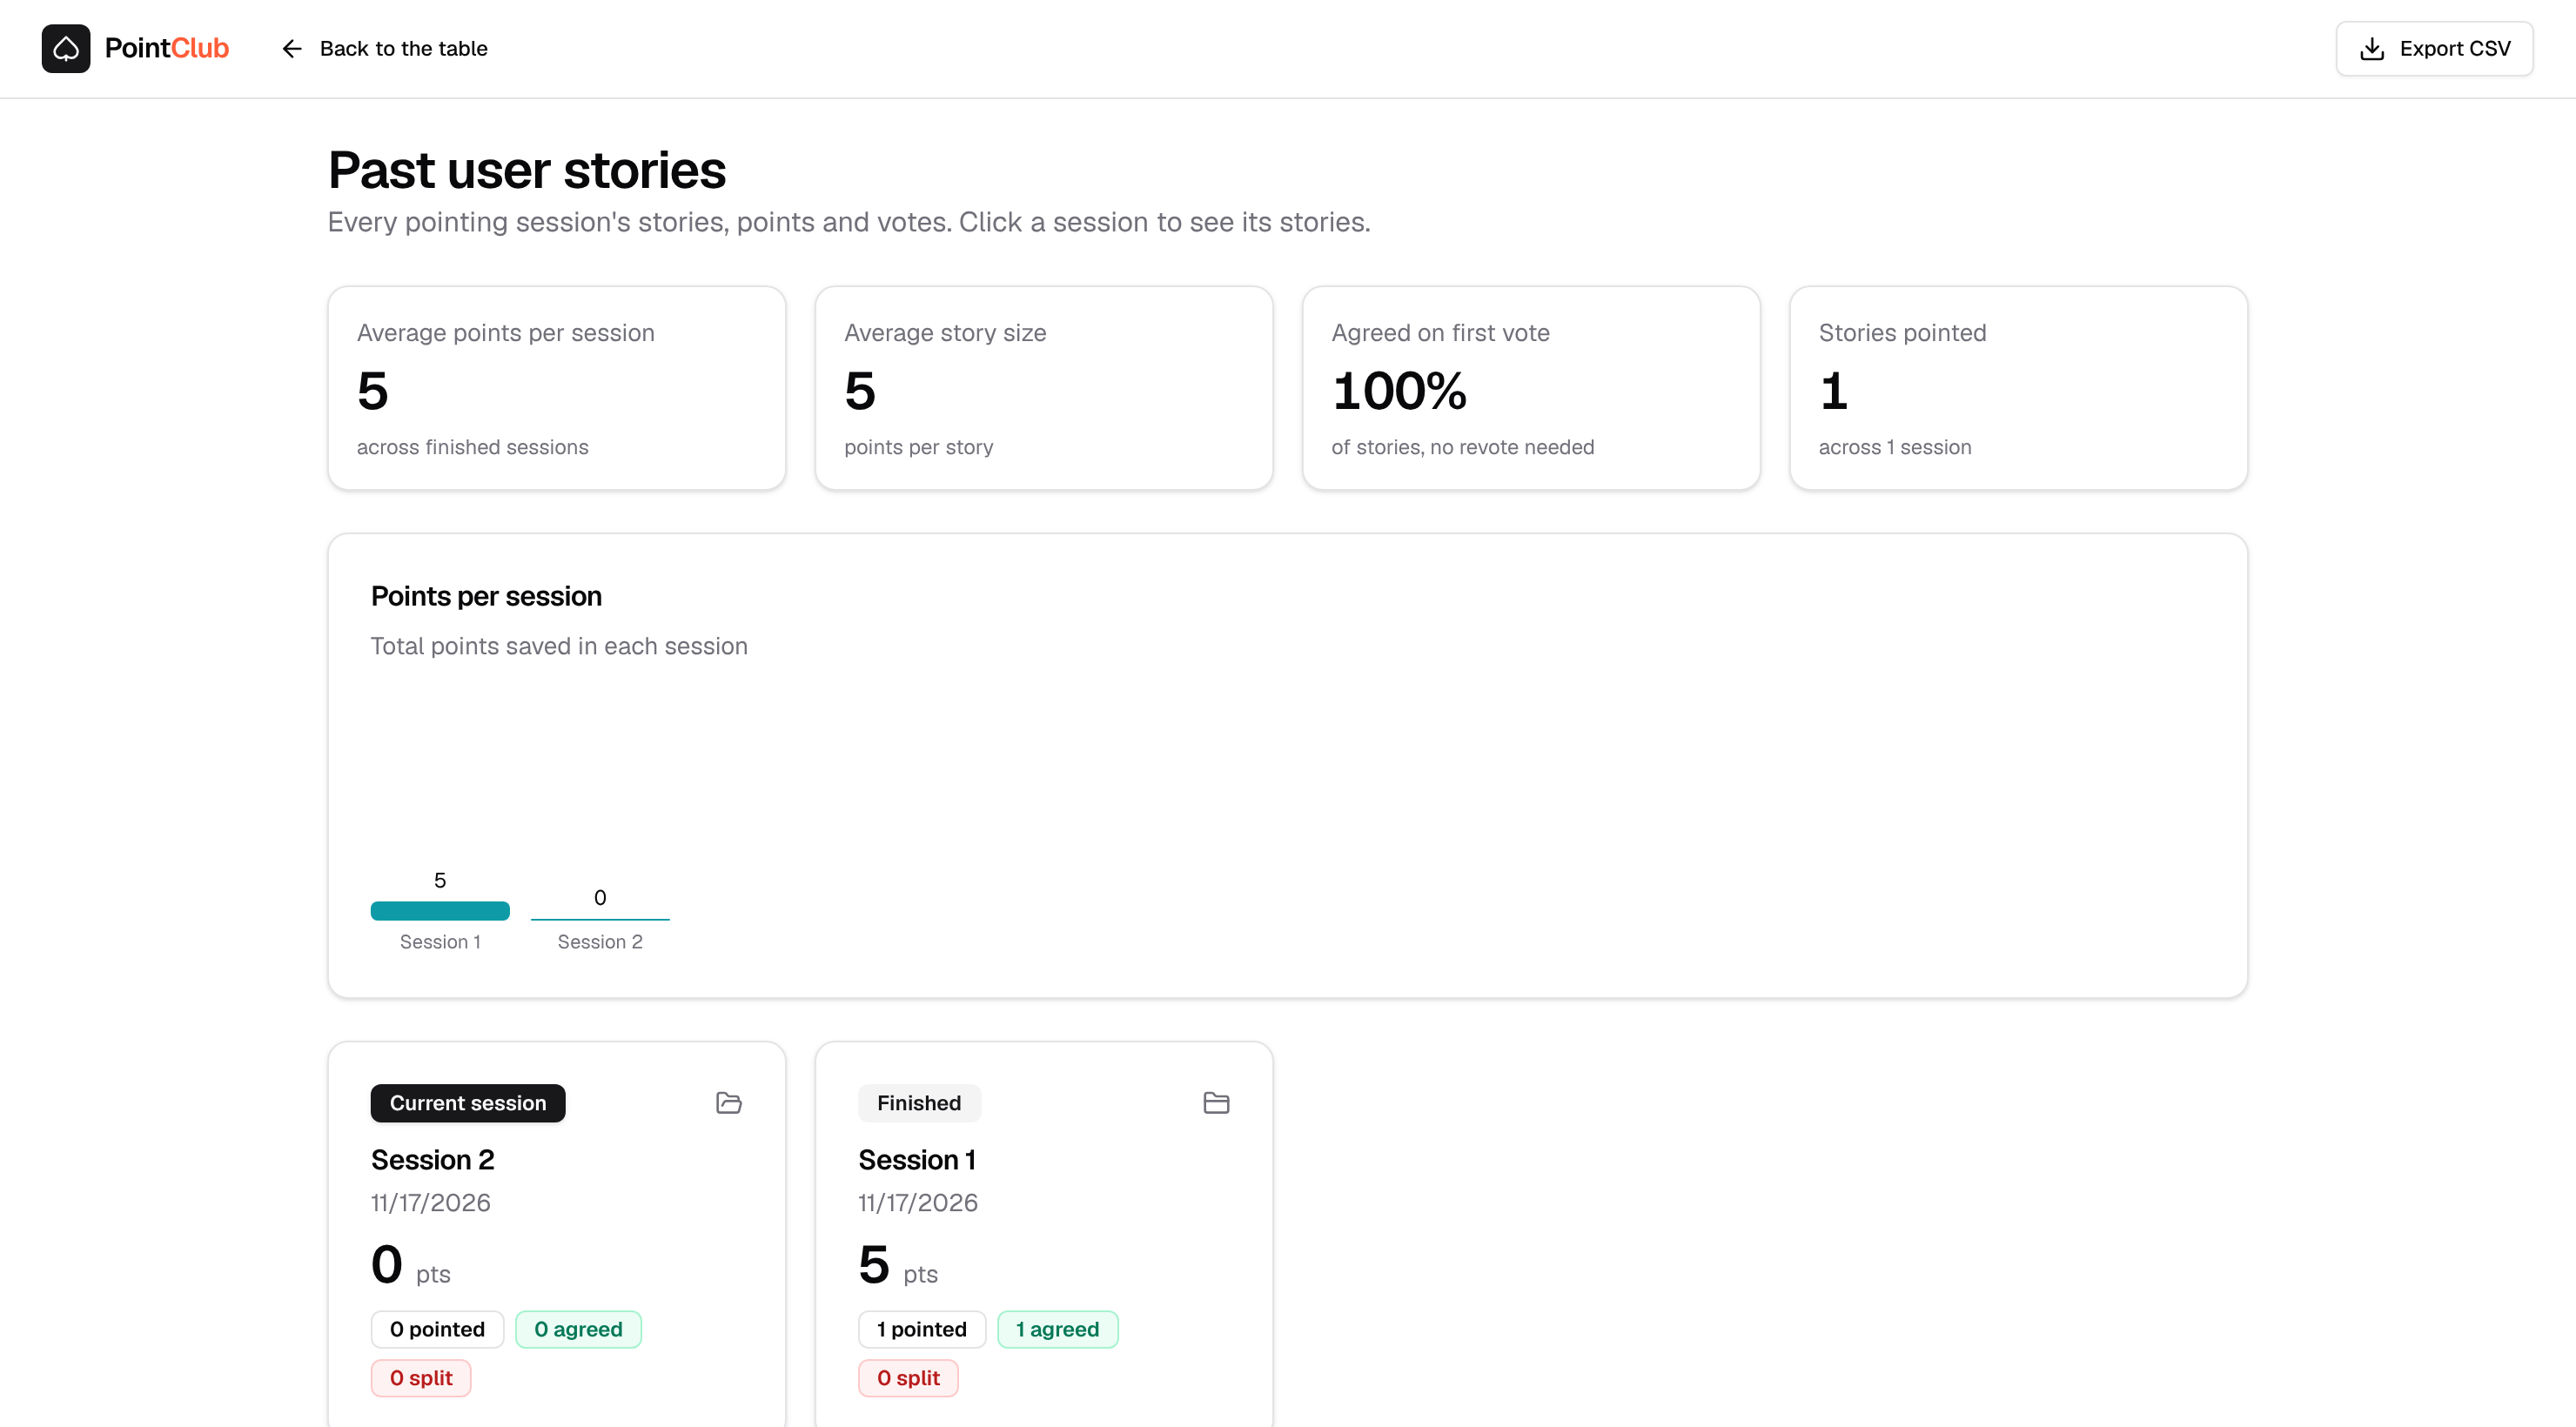 PointClub
Back to the table
Export CSV
Past user stories
Every pointing session's stories, points and votes. Click a session to see its stories.
Average points per session
5
across finished sessions
Average story size
5
points per story
Agreed on first vote
100%
of stories, no revote needed
Stories pointed
1
across 1 session
Points per session
Total points saved in each session
5
0
Session 1
Session 2
Current session
Session 2
11/17/2026
0 pts
0 pointed
0 agreed
0 split
Finished
Session 1
11/17/2026
5 pts
1 pointed
1 agreed
0 split